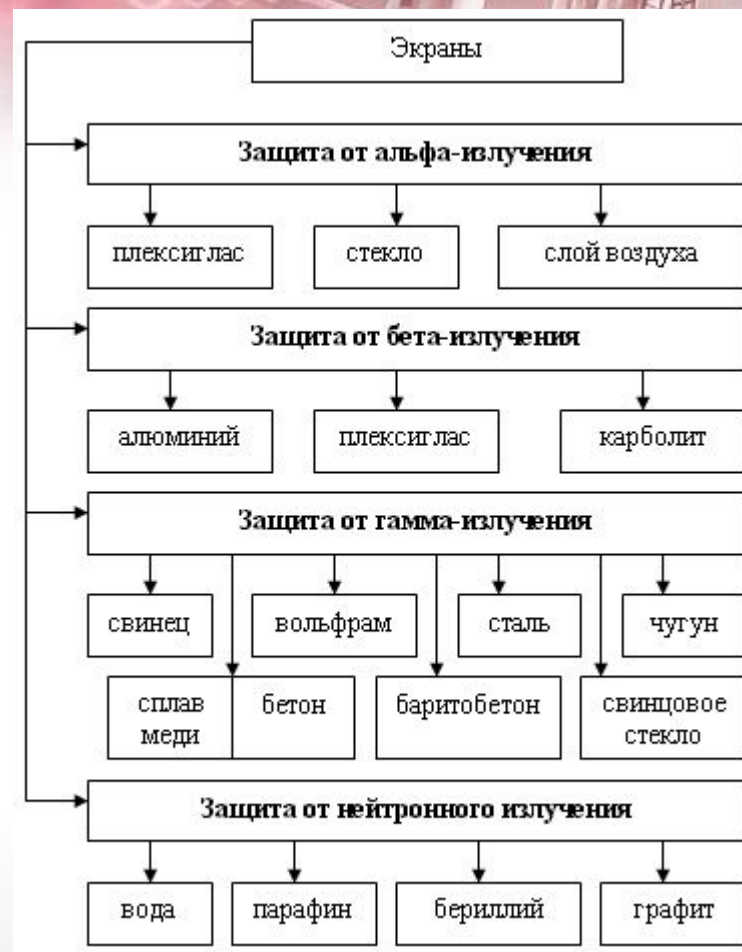 Экраны
Защита от альфа-излучения
плексиглас стекло слой воздуха
Защита от бета-излучения
алюминий плексиглас карболит
Защита от гамма-излучения
свинец вольфрам сталь чугун
сплав меди бетон баритобетон свинцовое стекло
Защита от нейтронного излучения
вода парафин бериллий графит